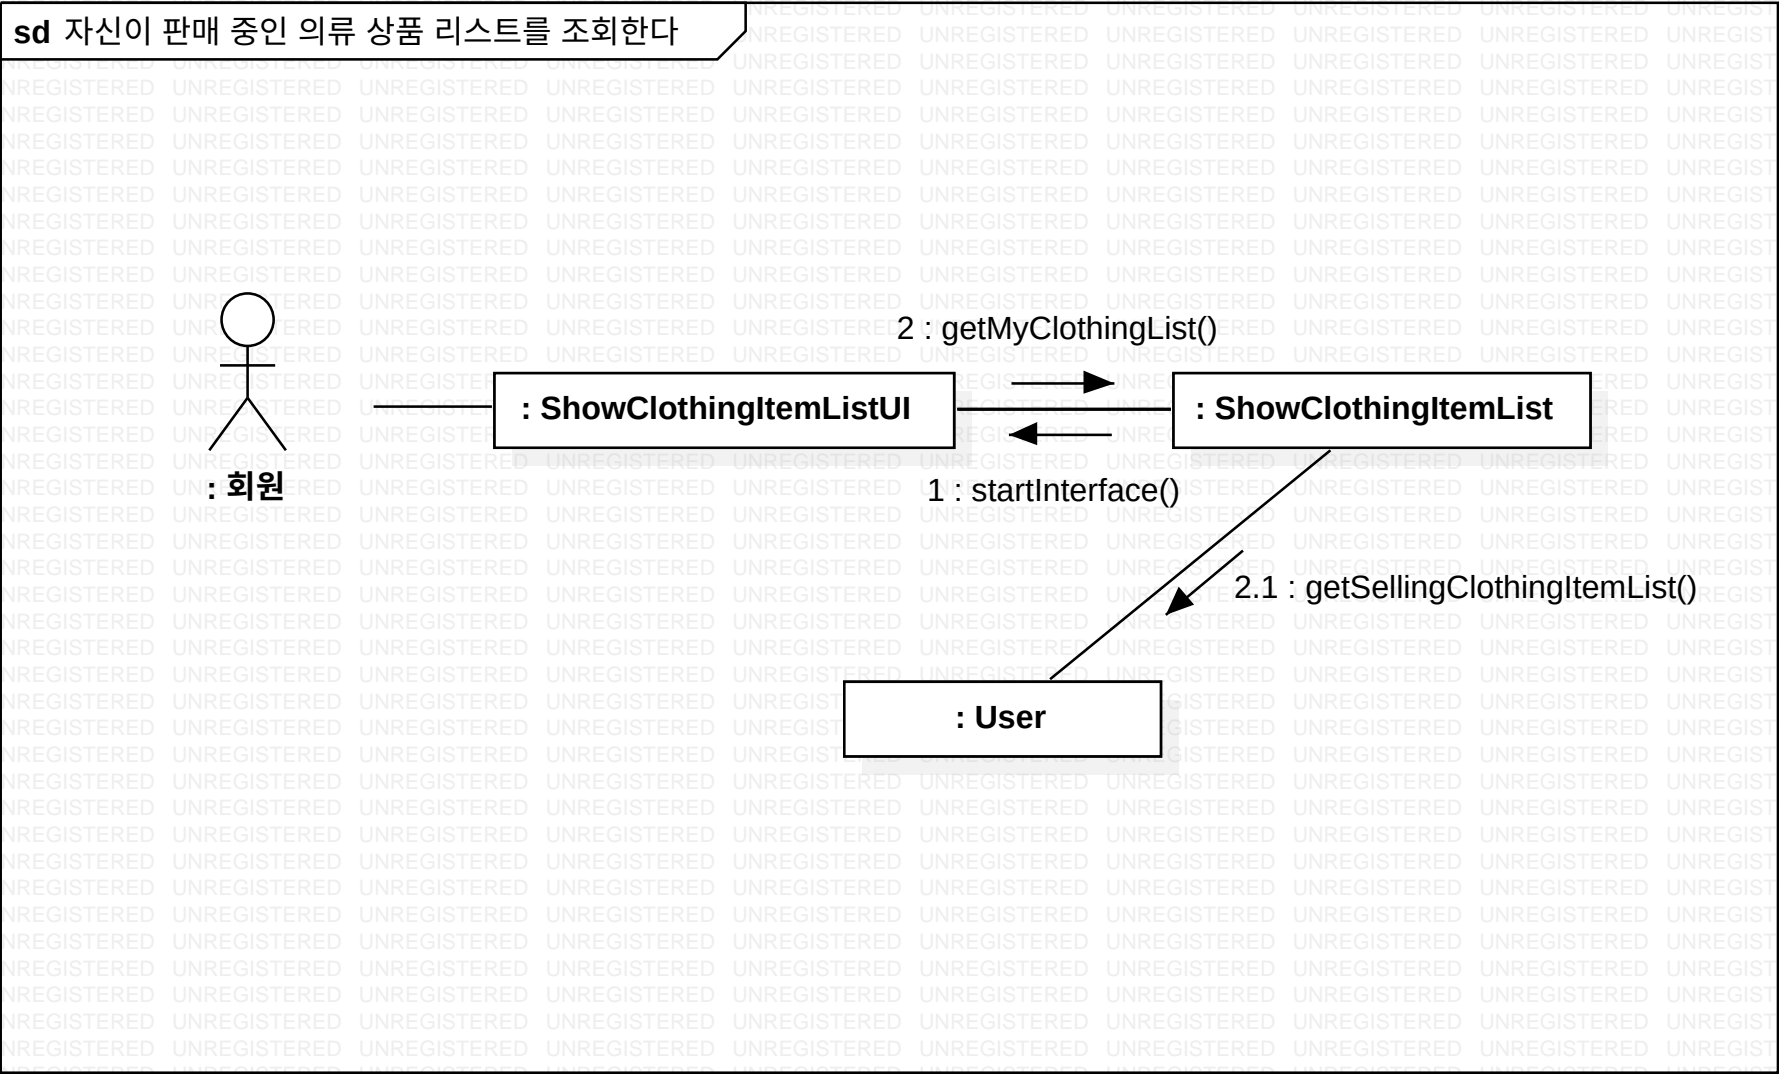 sd 자신이 판매 중인 의류 상품 리스트를 조회한다
2 : getMyClothingList()
: ShowClothingItemListUI
: ShowClothingItemList
: 회원
1 : startInterface()
2.1 : getSellingClothingItemList()
: User
UNREGISTERED